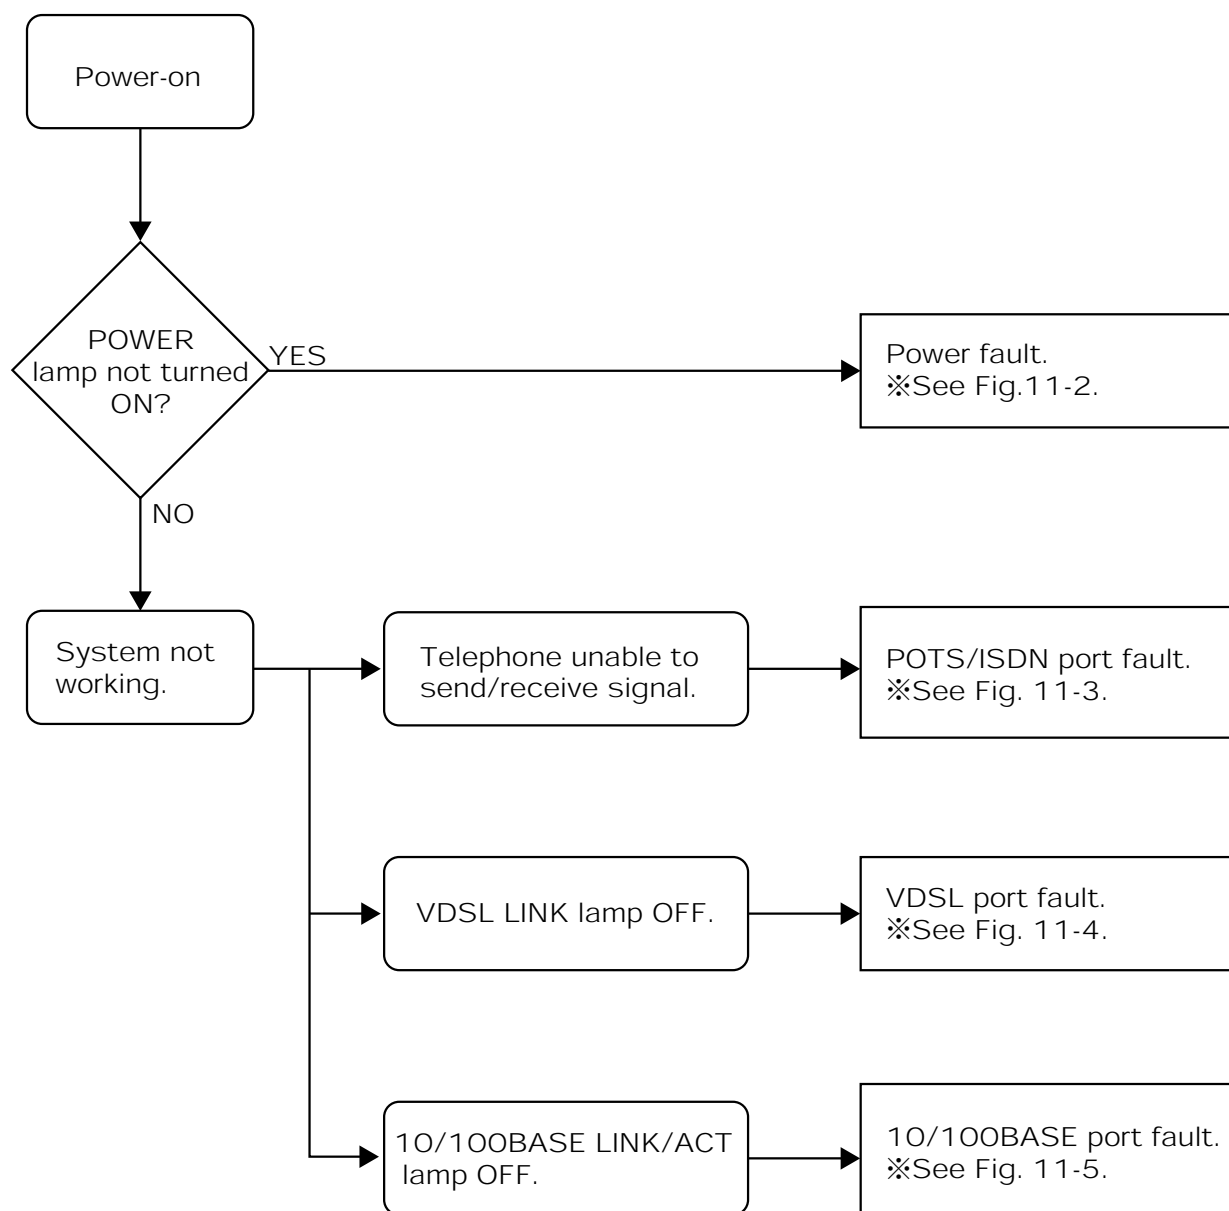 Power-on
POWER
lamp not turned
ON?
YES
Power fault.
※See Fig.11-2.
NO
System not
working.
Telephone unable to
send/receive signal.
POTS/ISDN port fault.
※See Fig. 11-3.
VDSL LINK lamp OFF.
VDSL port fault.
※See Fig. 11-4.
10/100BASE LINK/ACT
lamp OFF.
10/100BASE port fault.
※See Fig. 11-5.